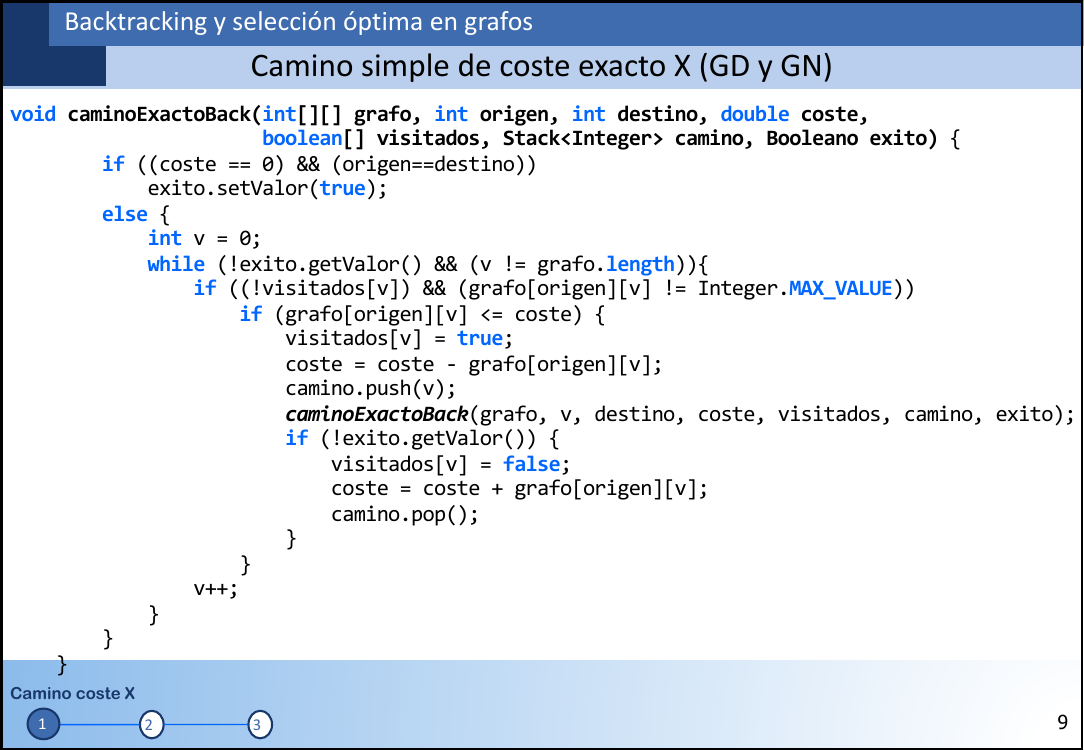 Backtracking y selección óptima en grafos
Camino simple de coste exacto X (GD y GN)
void caminoExactoBack(int[][] grafo, int origen, int destino, double coste,
boolean[] visitados, Stack<Integer> camino, Booleano exito) {
if ((coste == 0) && (origen==destino))
exito.setValor(true);
else {
int v = 0;
while (!exito.getValor() && (v != grafo.length)){
if ((!visitados[v]) && (grafo[origen][v] != Integer.MAX_VALUE))
if (grafo[origen][v] <= coste) {
visitados[v] = true;
coste = coste - grafo[origen][v];
camino.push(v);
caminoExactoBack(grafo, v, destino, coste, visitados, camino, exito);
if (!exito.getValor()) {
visitados[v] = false;
coste = coste + grafo[origen][v];
camino.pop();
}
}
v++;
}
}
}
Camino coste X
1 2 3
9